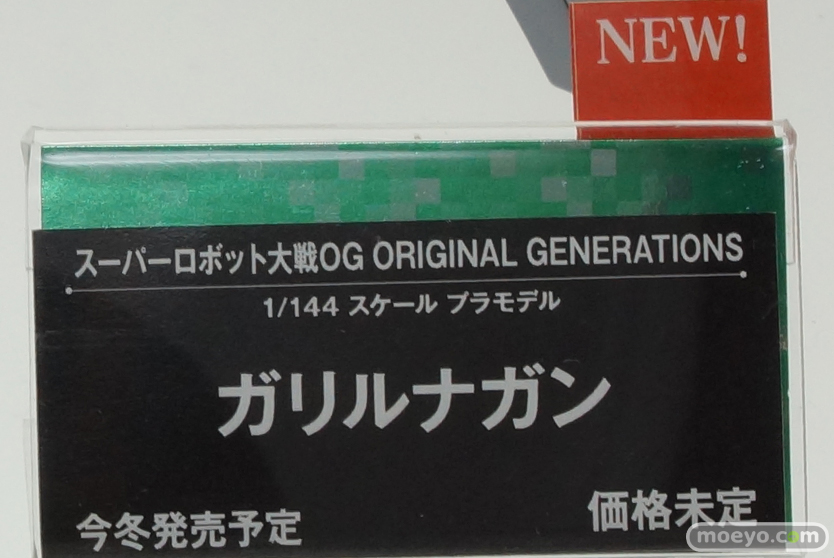 NEW!
スーパーロボット大戦OG ORIGINAL GENERATIONS
1/144 スケール プラモデル
ガリルナガン
価格未定
今冬発売予定
moeyo.com